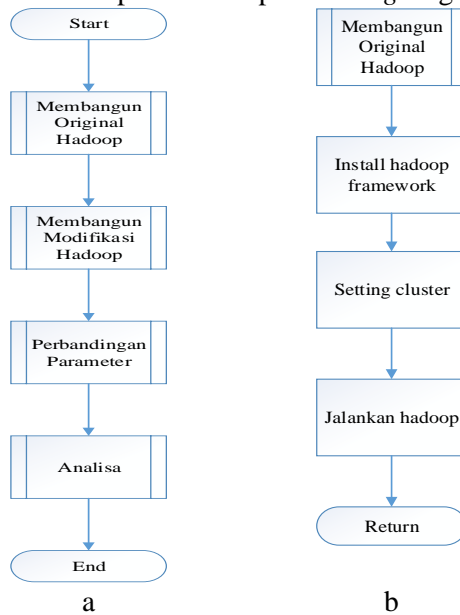 Start
Membangun
Original
Hadoop
Membangun
Modifikasi
Hadoop
Perbandingan
Parameter
Analisa
End
a
Membangun
Original
Hadoop
Install hadoop
framework
Setting cluster
Jalankan hadoop
Return
b